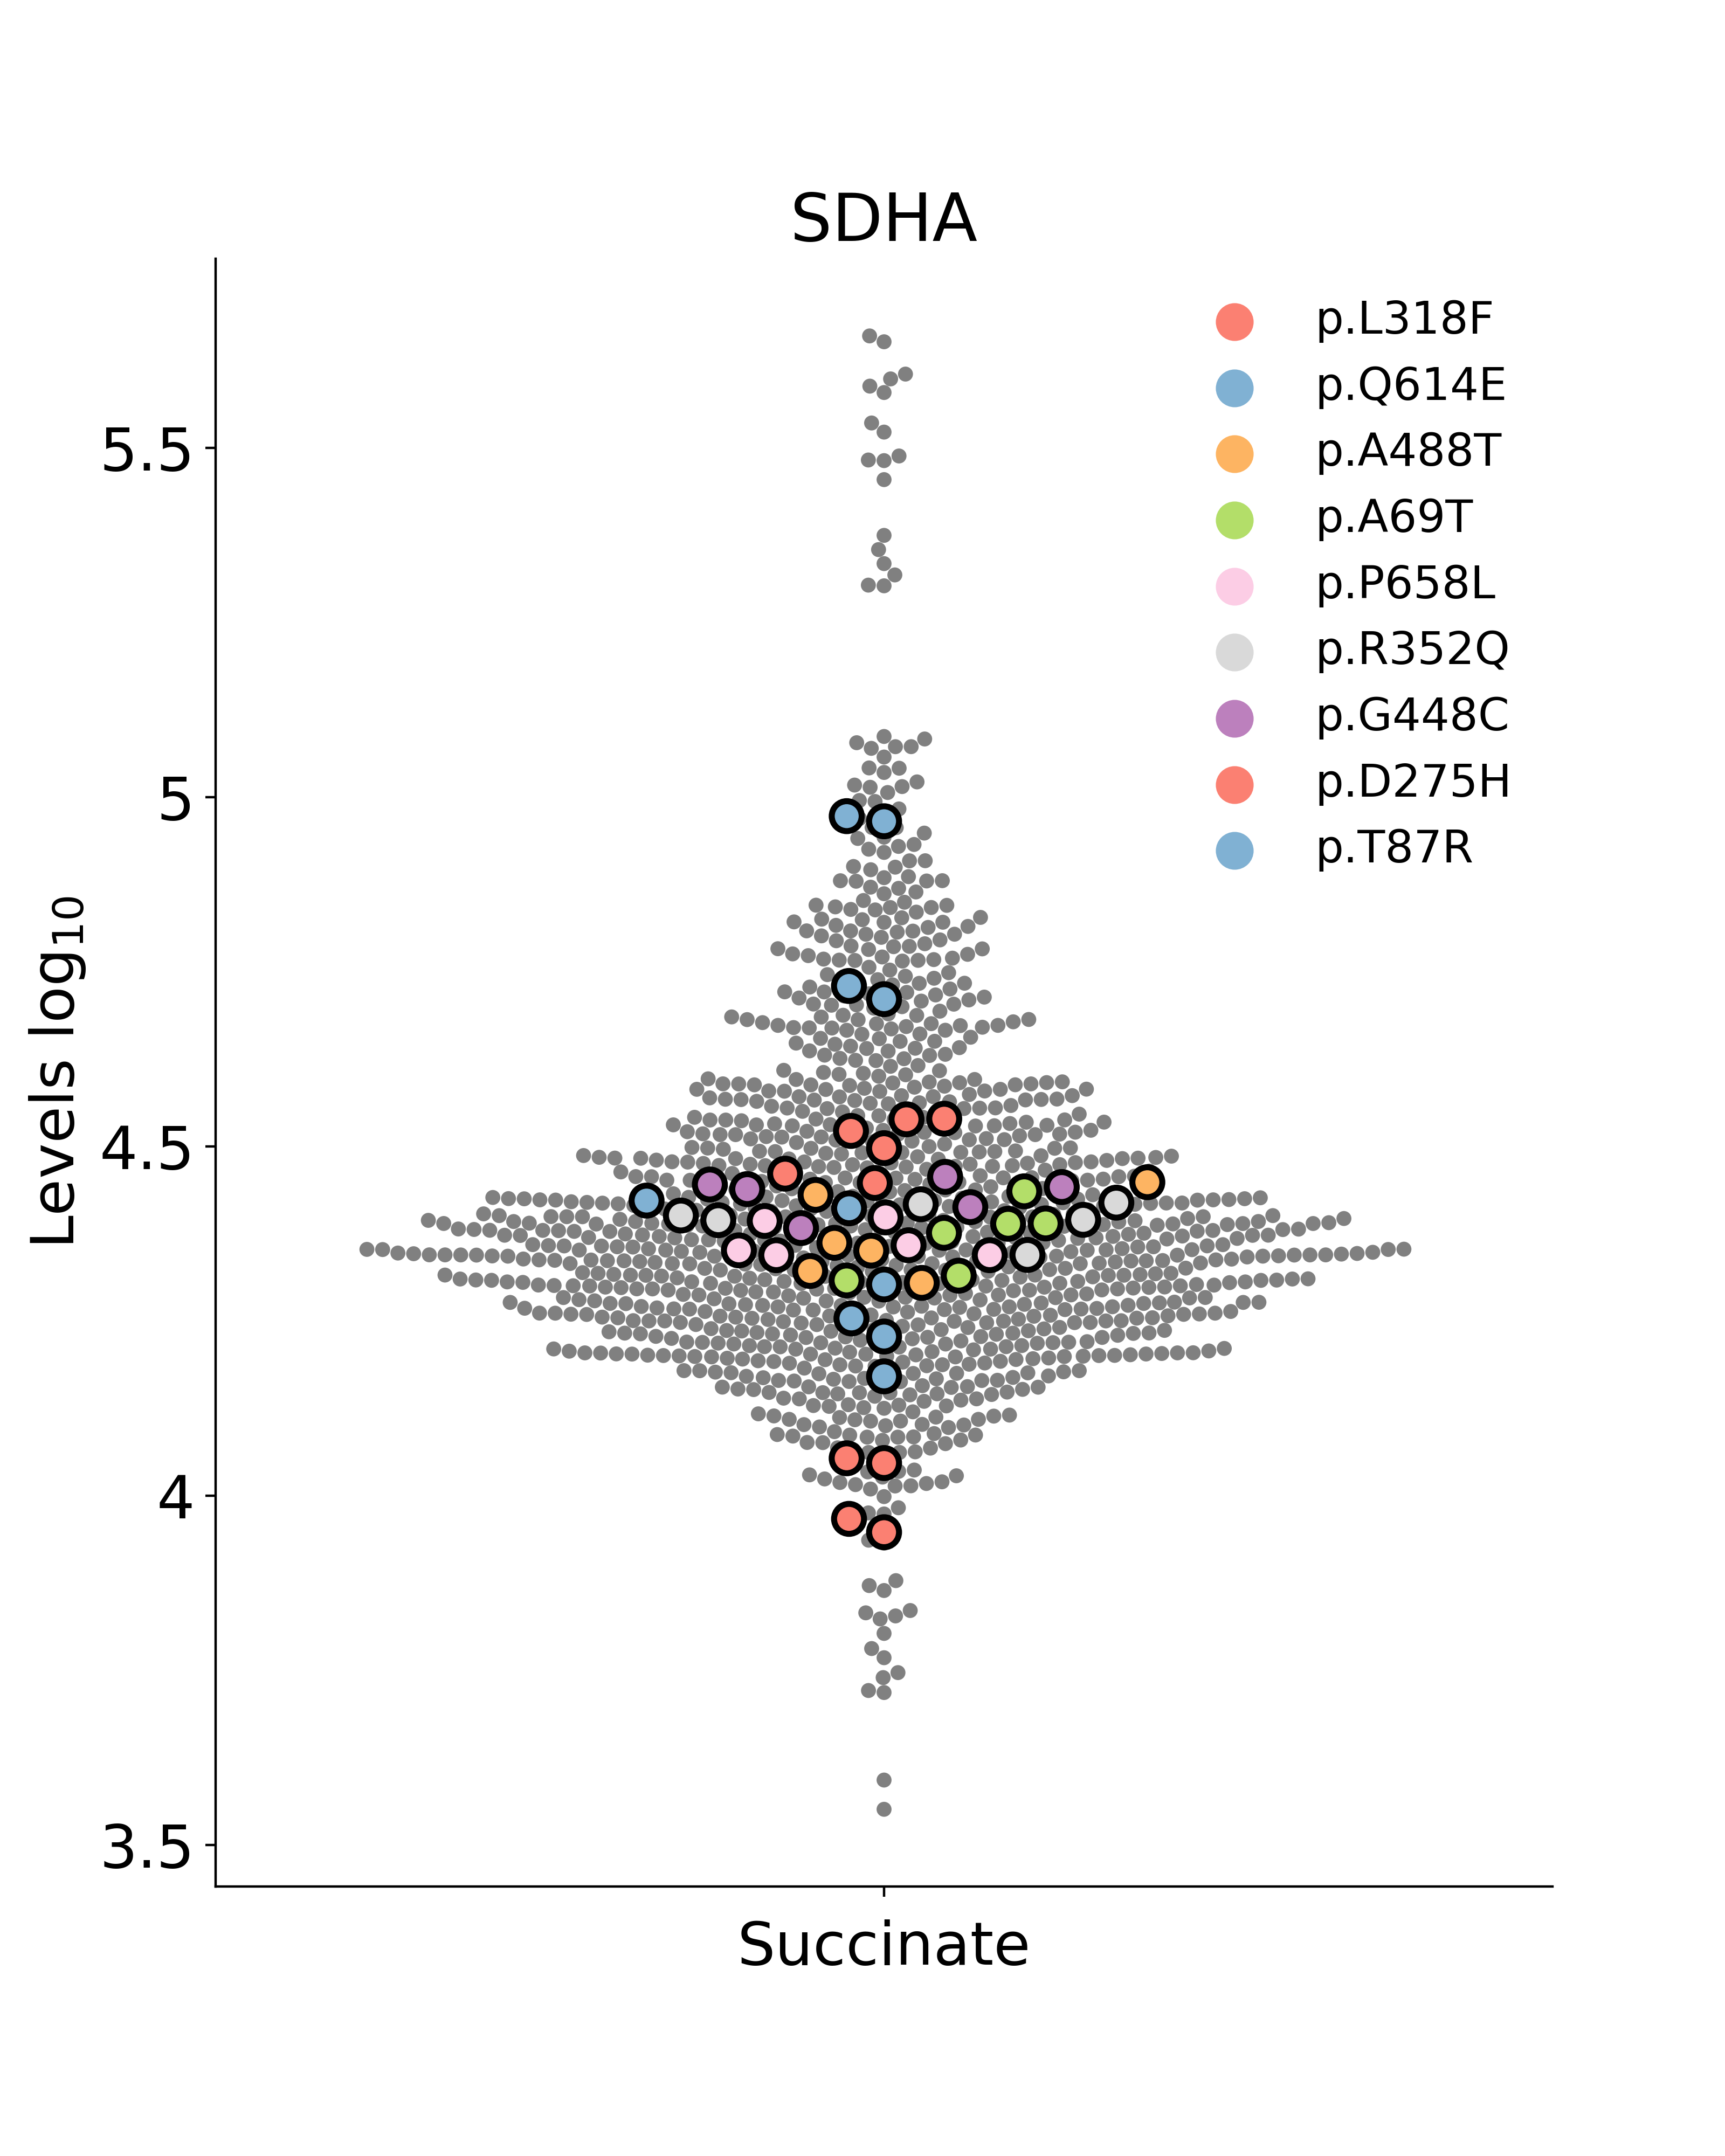 SDHA
p.L318F
p.Q614E
p.A488T
p.A69T
p.P658L
p.R352Q
p.G448C
p.D275H
p.T87R
5.5
5
4.5
4
3.5
Levels log₁₀
Succinate